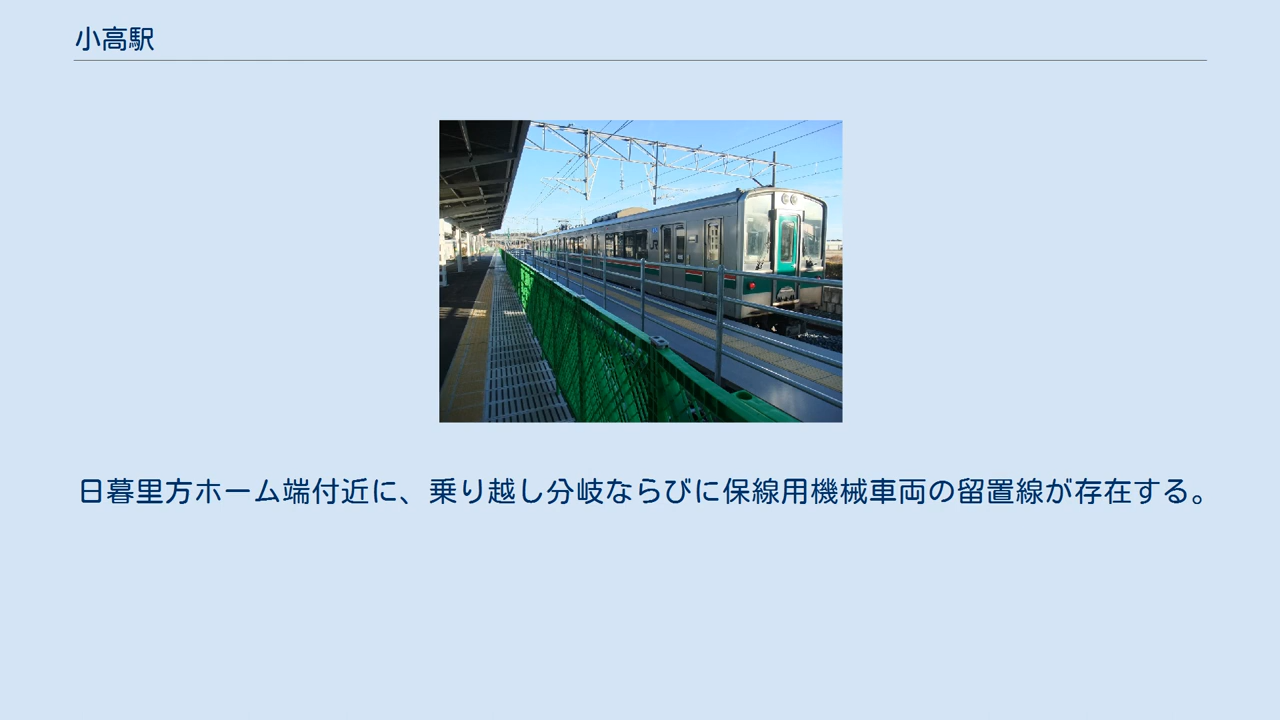 小高駅
JR
日暮里方ホーム端付近に、乗り越し分岐ならびに保線用機械車両の留置線が存在する。